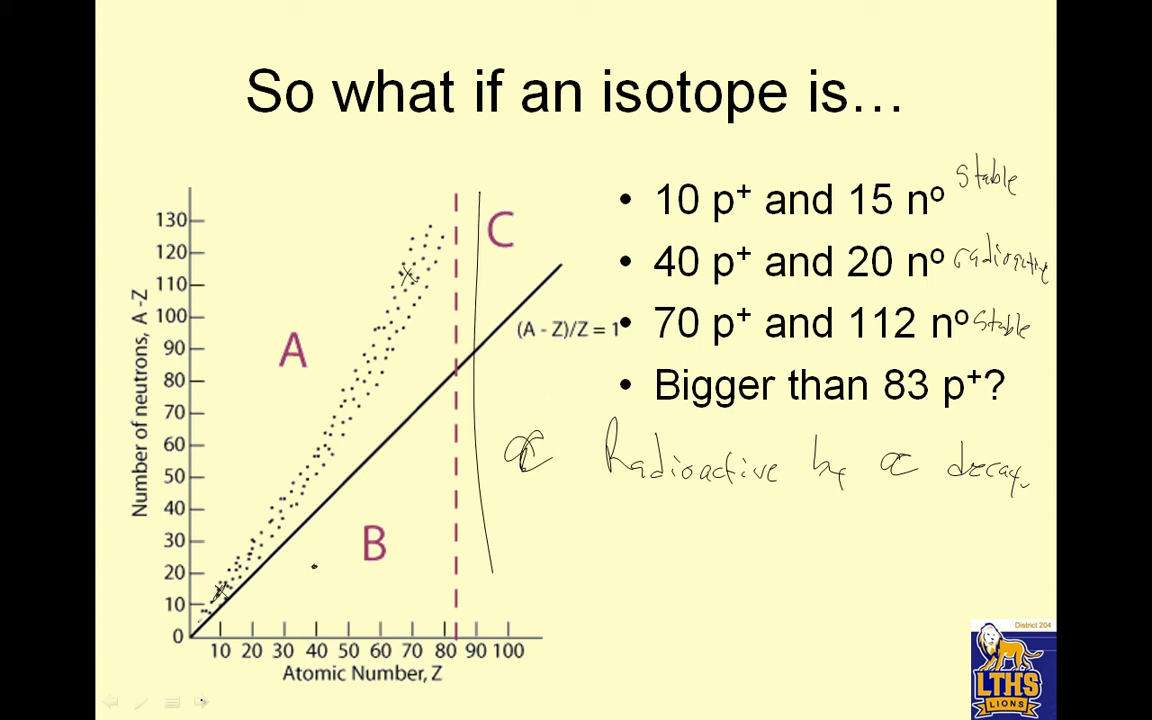 So what if an isotope is…
• 10 p⁺ and 15 nº stable
• 40 p⁺ and 20 nº radioactive
• 70 p⁺ and 112 nº stable
• Bigger than 83 p⁺?
α Radioactive by α decay
Number of neutrons, A -Z
130
120
110
100
90
80
70
60
50
40
30
20
10
0
A
B
C
(A - Z)/Z = 1
10 20 30 40 50 60 70 80 90 100
Atomic Number, Z
District 204
LTHS
LIONS